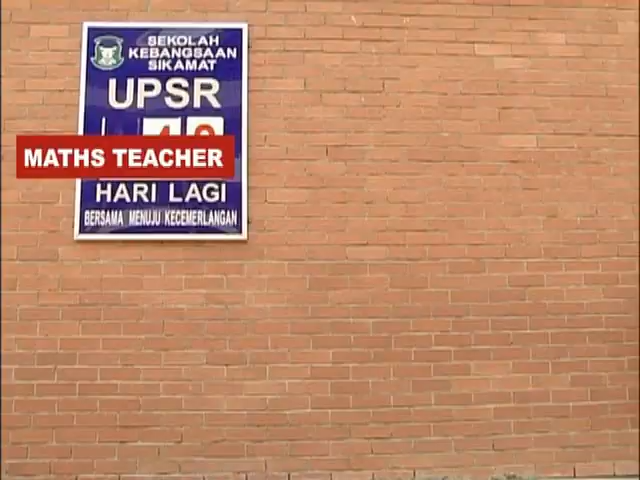 SEKOLAH
KEBANGSAAN
SIKAMAT
UPSR
MATHS TEACHER
HARI LAGI
BERSAMA MENUJU KECEMERLANGAN